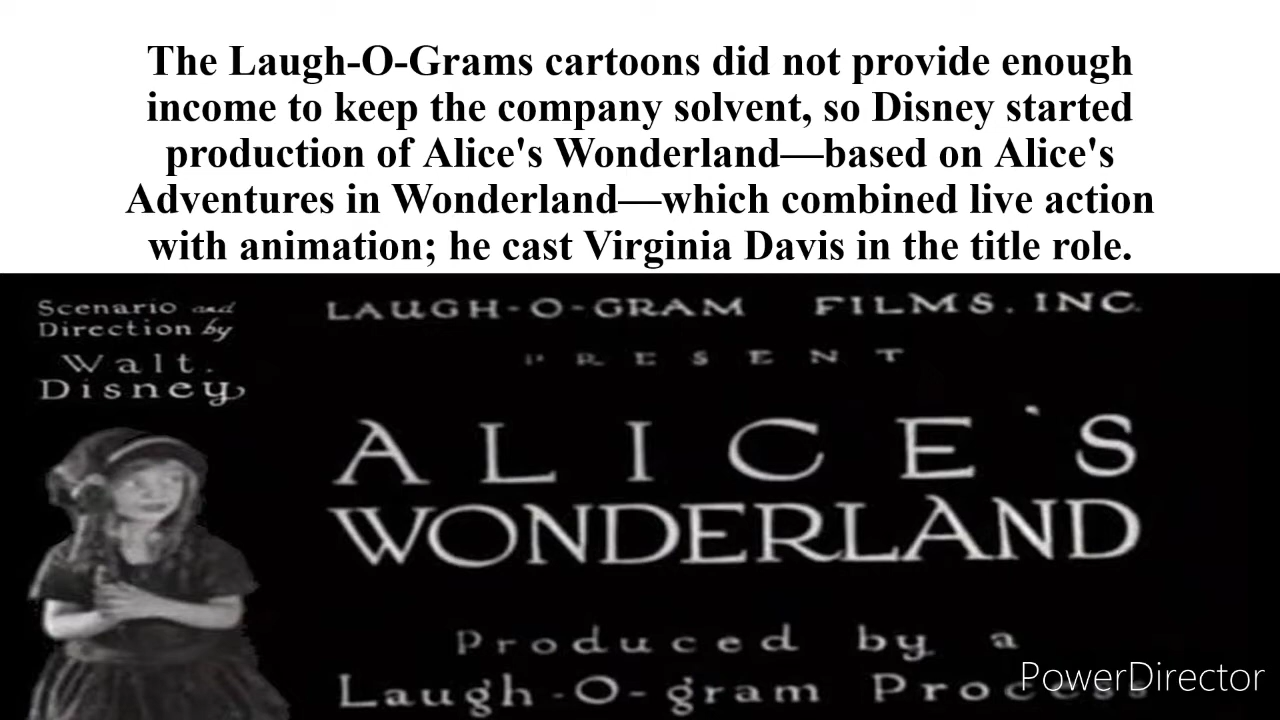 The Laugh-O-Grams cartoons did not provide enough
income to keep the company solvent, so Disney started
production of Alice's Wonderland—based on Alice's
Adventures in Wonderland—which combined live action
with animation; he cast Virginia Davis in the title role.
Scenario and
Direction by
Walt.
Disney
LAUGH-O-GRAM FILMS. INC.
PRESENT
ALICE'S
WONDERLAND
Produced by a
Laugh-O-gram
PowerDirector